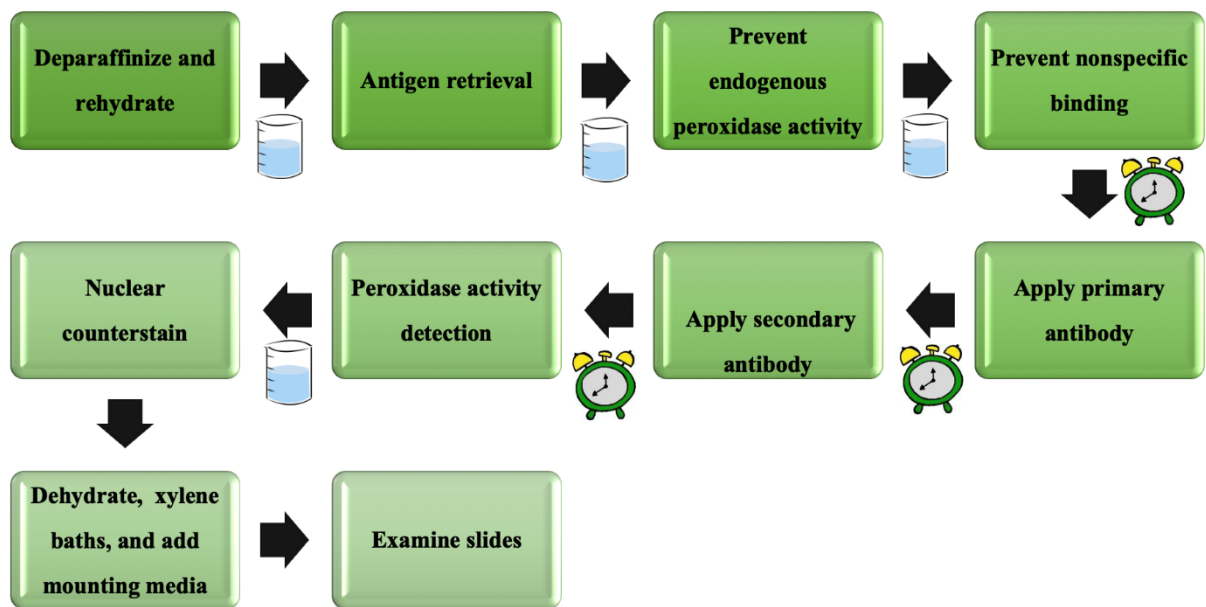 Deparaffinize and
rehydrate
Antigen retrieval
Prevent
endogenous
peroxidase activity
Prevent nonspecific
binding
Apply primary
antibody
Apply secondary
antibody
Peroxidase activity
detection
Nuclear
counterstain
Dehydrate, xylene
baths, and add
mounting media
Examine slides